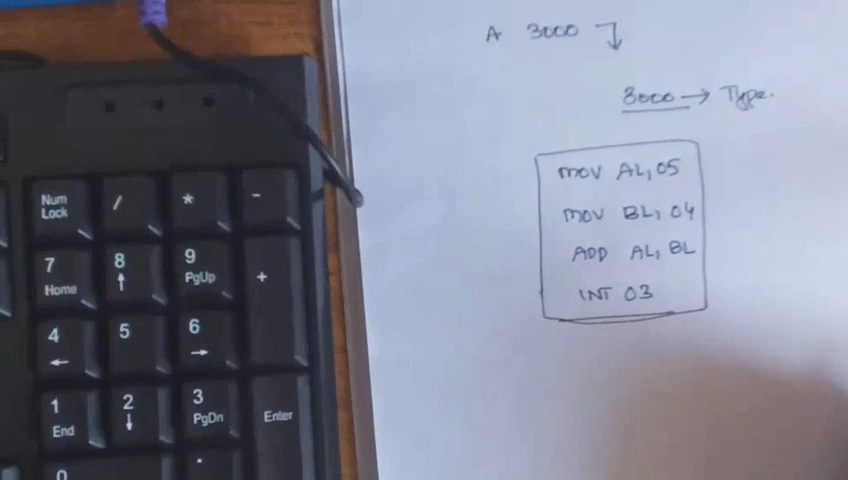 A 3000
3000 → Type.
MOV AL, 05
MOV BL, 04
ADD AL, BL
INT 03
Num Lock
/
*
-
7 Home
8 ↑
9 PgUp
+
4 ←
5
6 →
1 End
2 ↓
3 PgDn
Enter
0
.